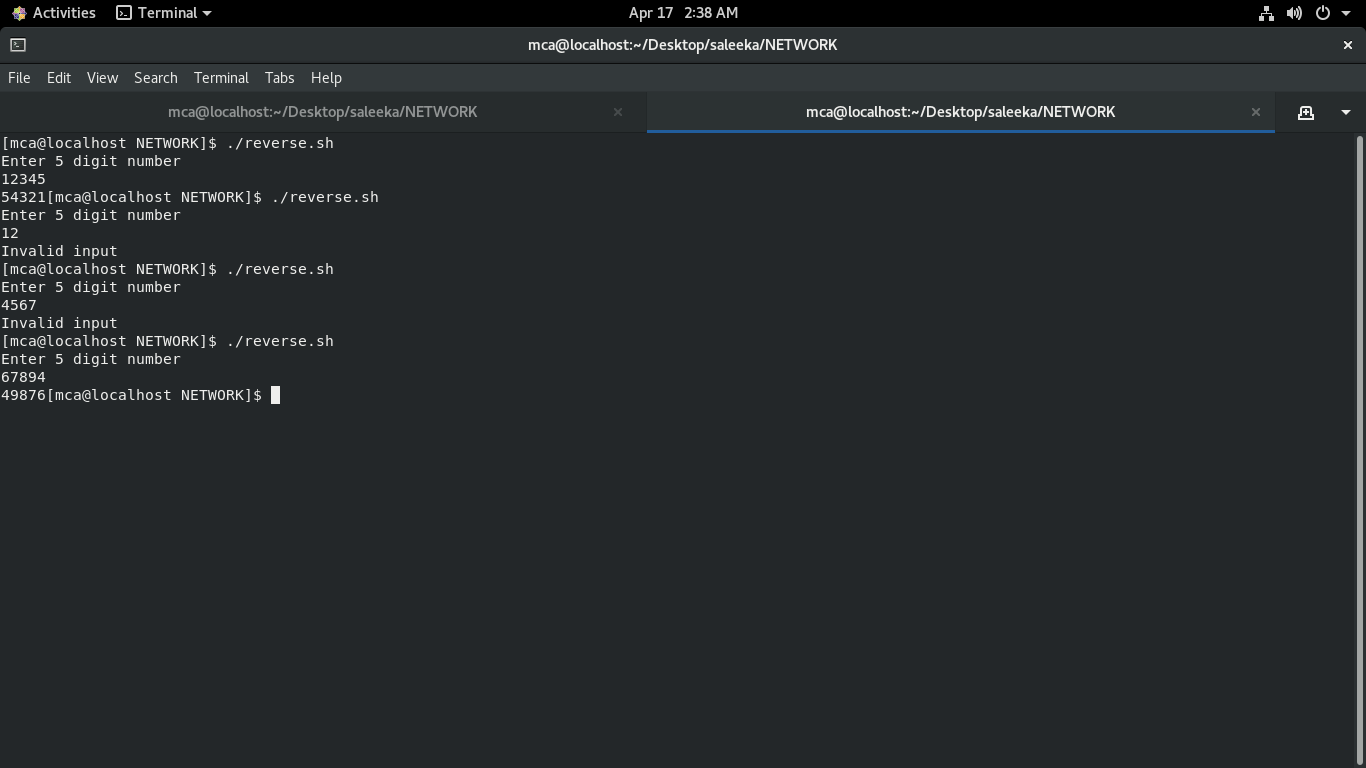 Activities Terminal Apr 17 2:38 AM
mca@localhost:~/Desktop/saleeka/NETWORK
File Edit View Search Terminal Tabs Help
mca@localhost:~/Desktop/saleeka/NETWORK mca@localhost:~/Desktop/saleeka/NETWORK
[mca@localhost NETWORK]$ ./reverse.sh
Enter 5 digit number
12345
54321[mca@localhost NETWORK]$ ./reverse.sh
Enter 5 digit number
12
Invalid input
[mca@localhost NETWORK]$ ./reverse.sh
Enter 5 digit number
4567
Invalid input
[mca@localhost NETWORK]$ ./reverse.sh
Enter 5 digit number
67894
49876[mca@localhost NETWORK]$